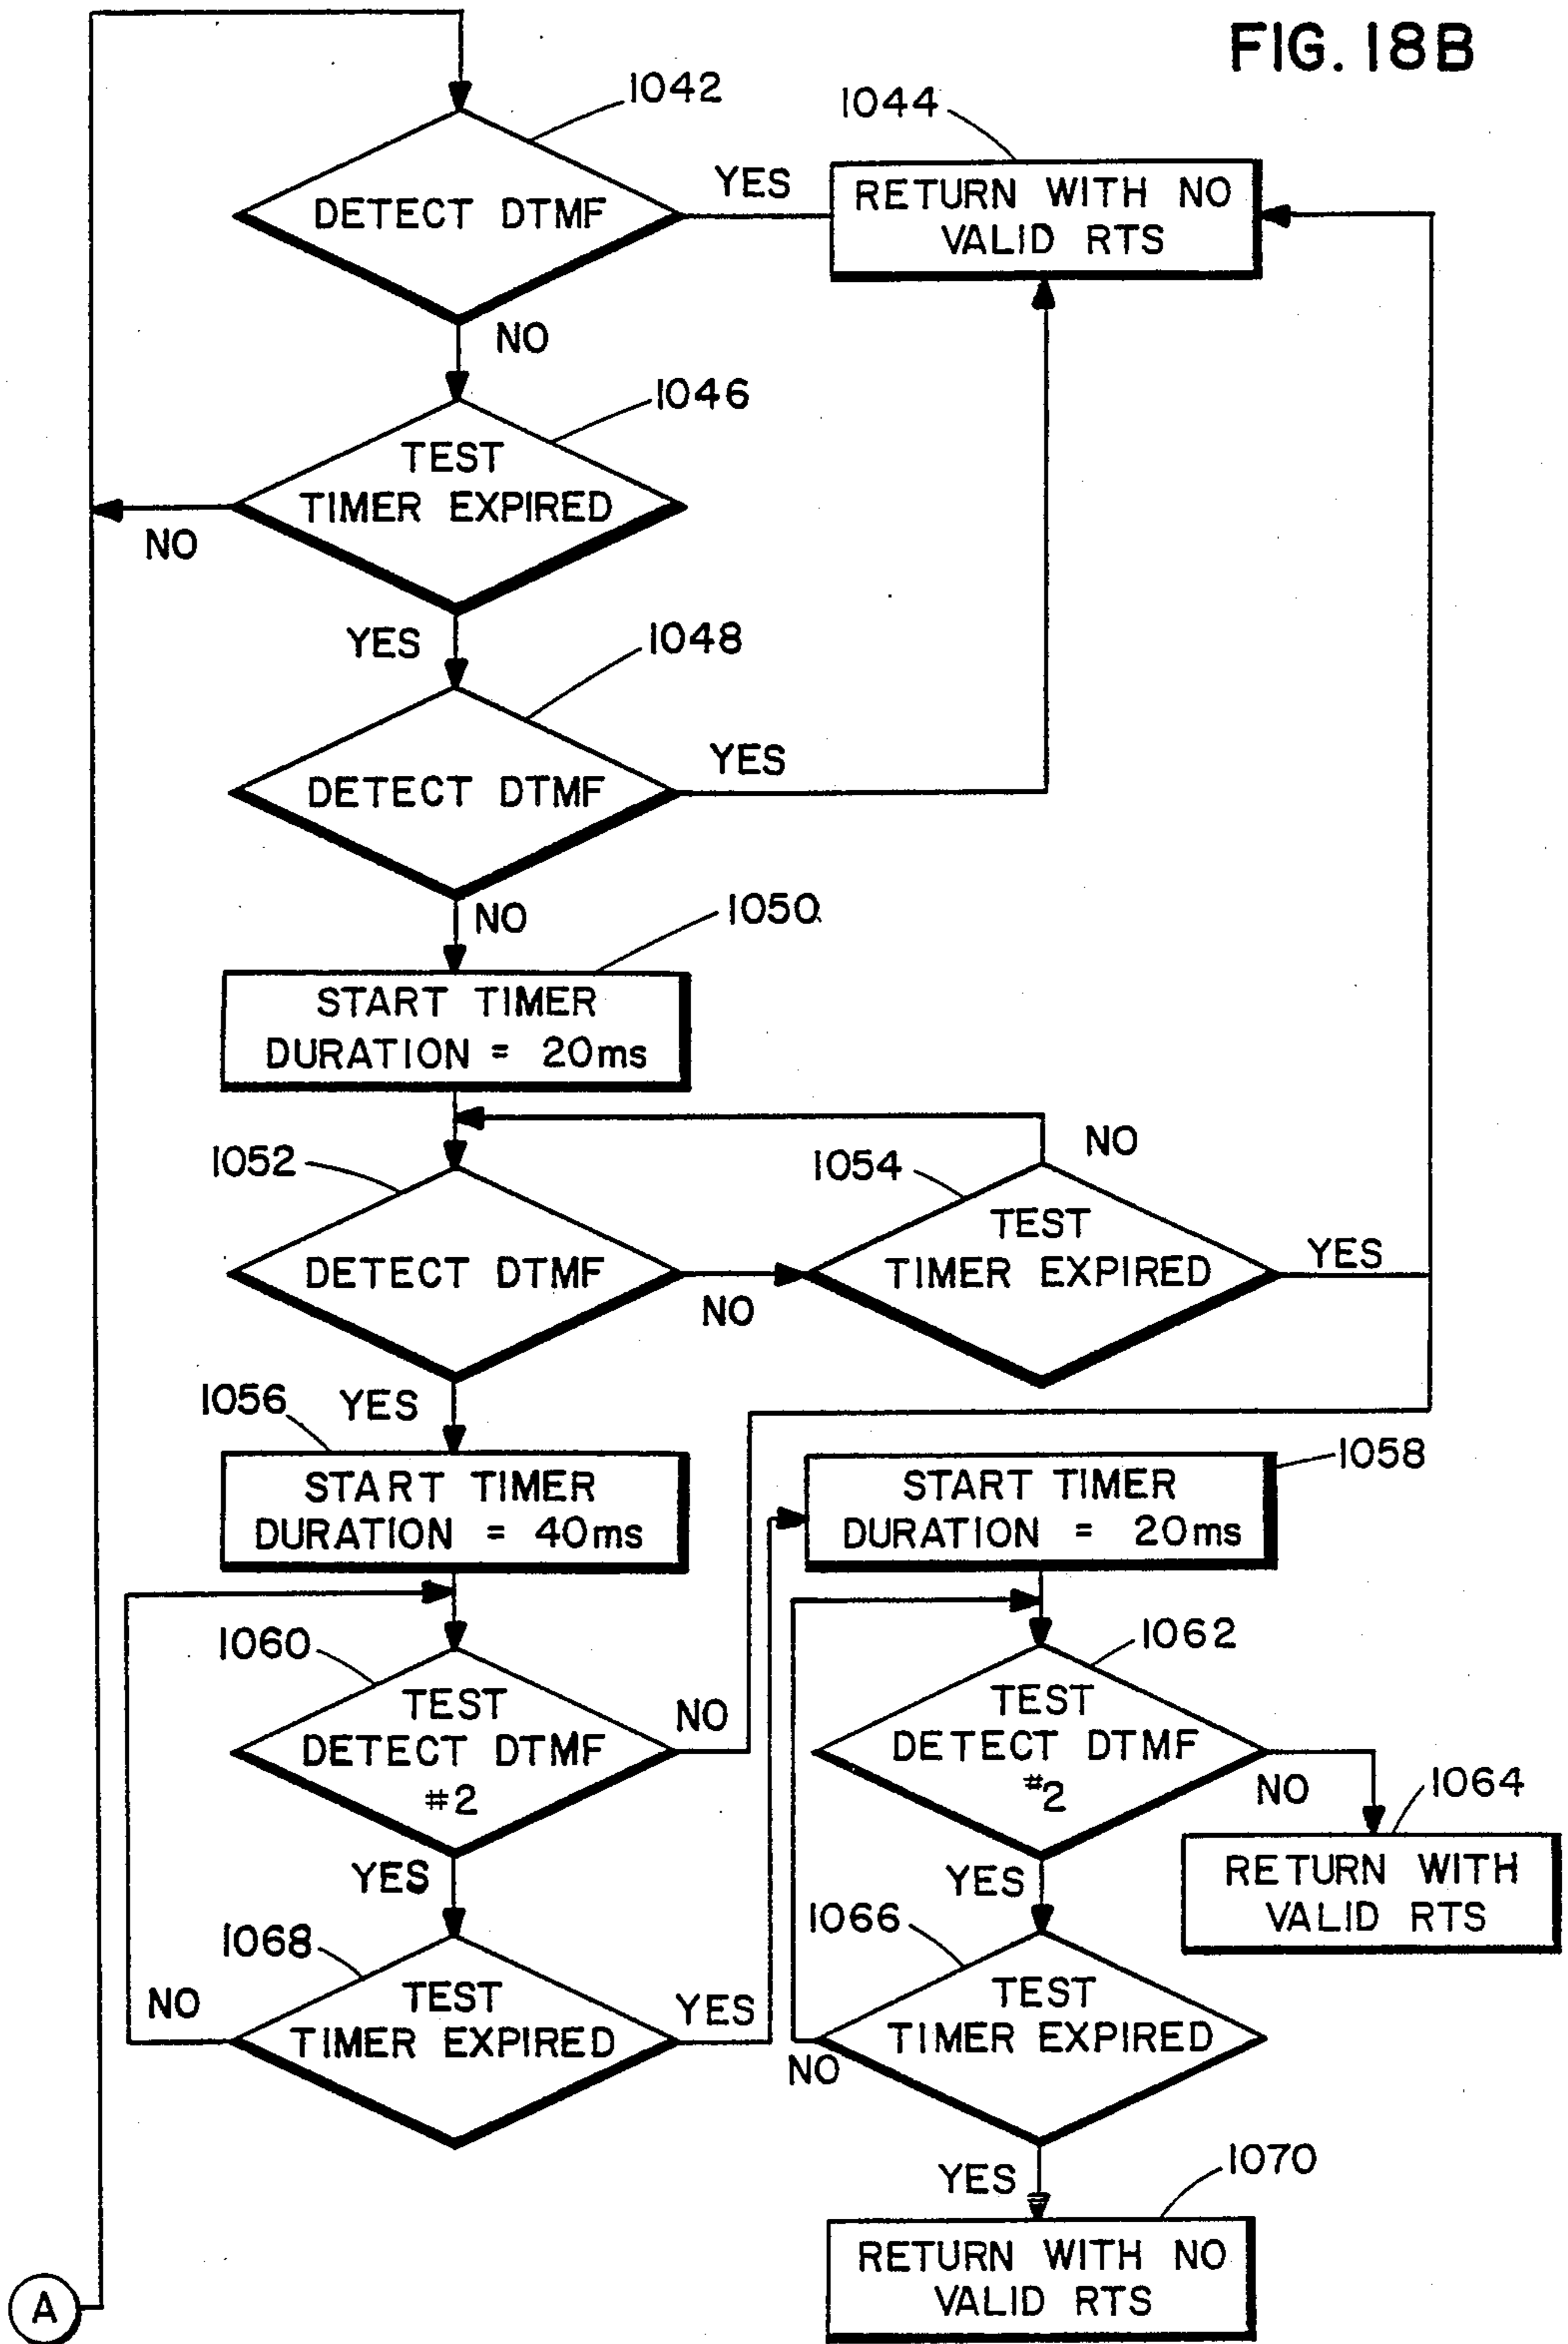 FIG. 18B
1042
1044
DETECT DTMF
YES
RETURN WITH NO
VALID RTS
NO
1046
TEST
TIMER EXPIRED
NO
YES
1048
DETECT DTMF
YES
NO
1050
START TIMER
DURATION = 20ms
NO
1052
1054
DETECT DTMF
TEST
TIMER EXPIRED
YES
NO
1056
YES
START TIMER
DURATION = 40ms
1058
START TIMER
DURATION = 20ms
1060
TEST
DETECT DTMF
#2
NO
1062
TEST
DETECT DTMF
#2
NO
1064
RETURN WITH
VALID RTS
YES
YES
1068
TEST
TIMER EXPIRED
NO
YES
1066
TEST
TIMER EXPIRED
NO
YES
1070
RETURN WITH NO
VALID RTS
A